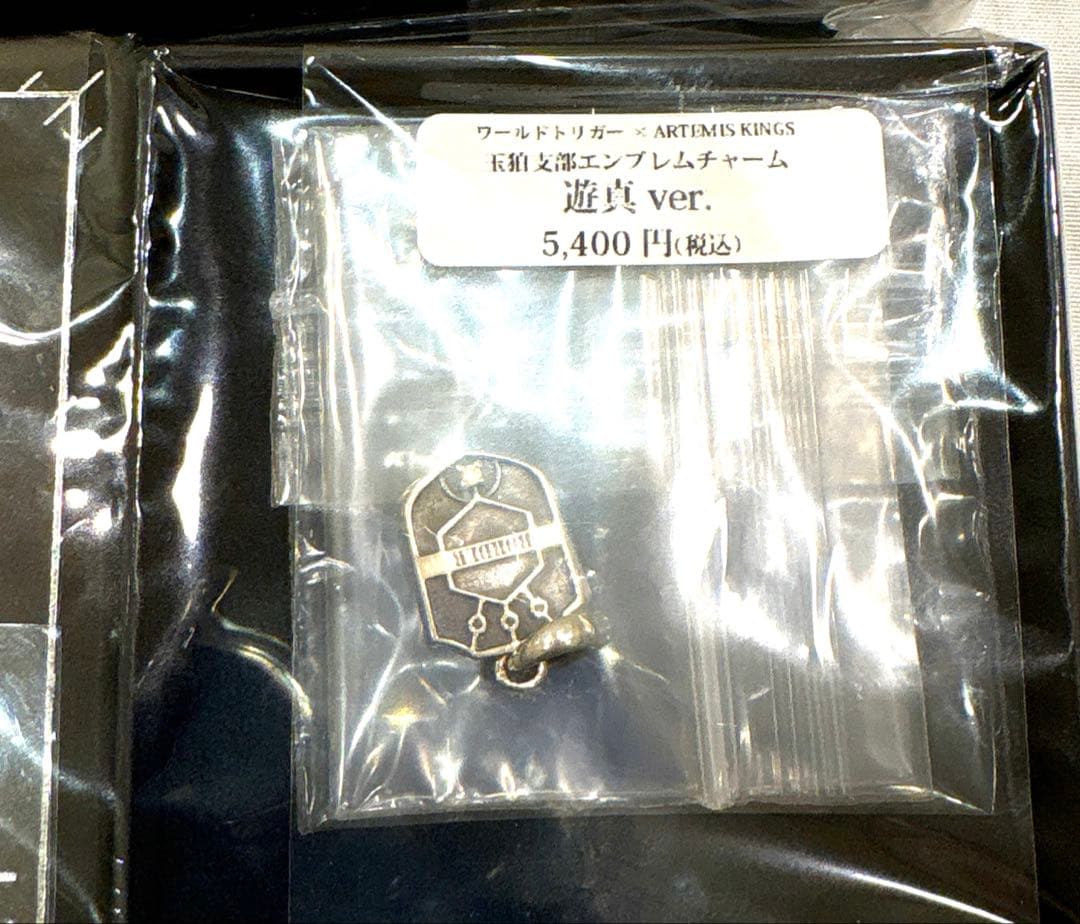 ワールドトリガー × ARTEMIS KINGS
玉狛支部エンブレムチャーム
遊真 ver.
5,400 円(税込)